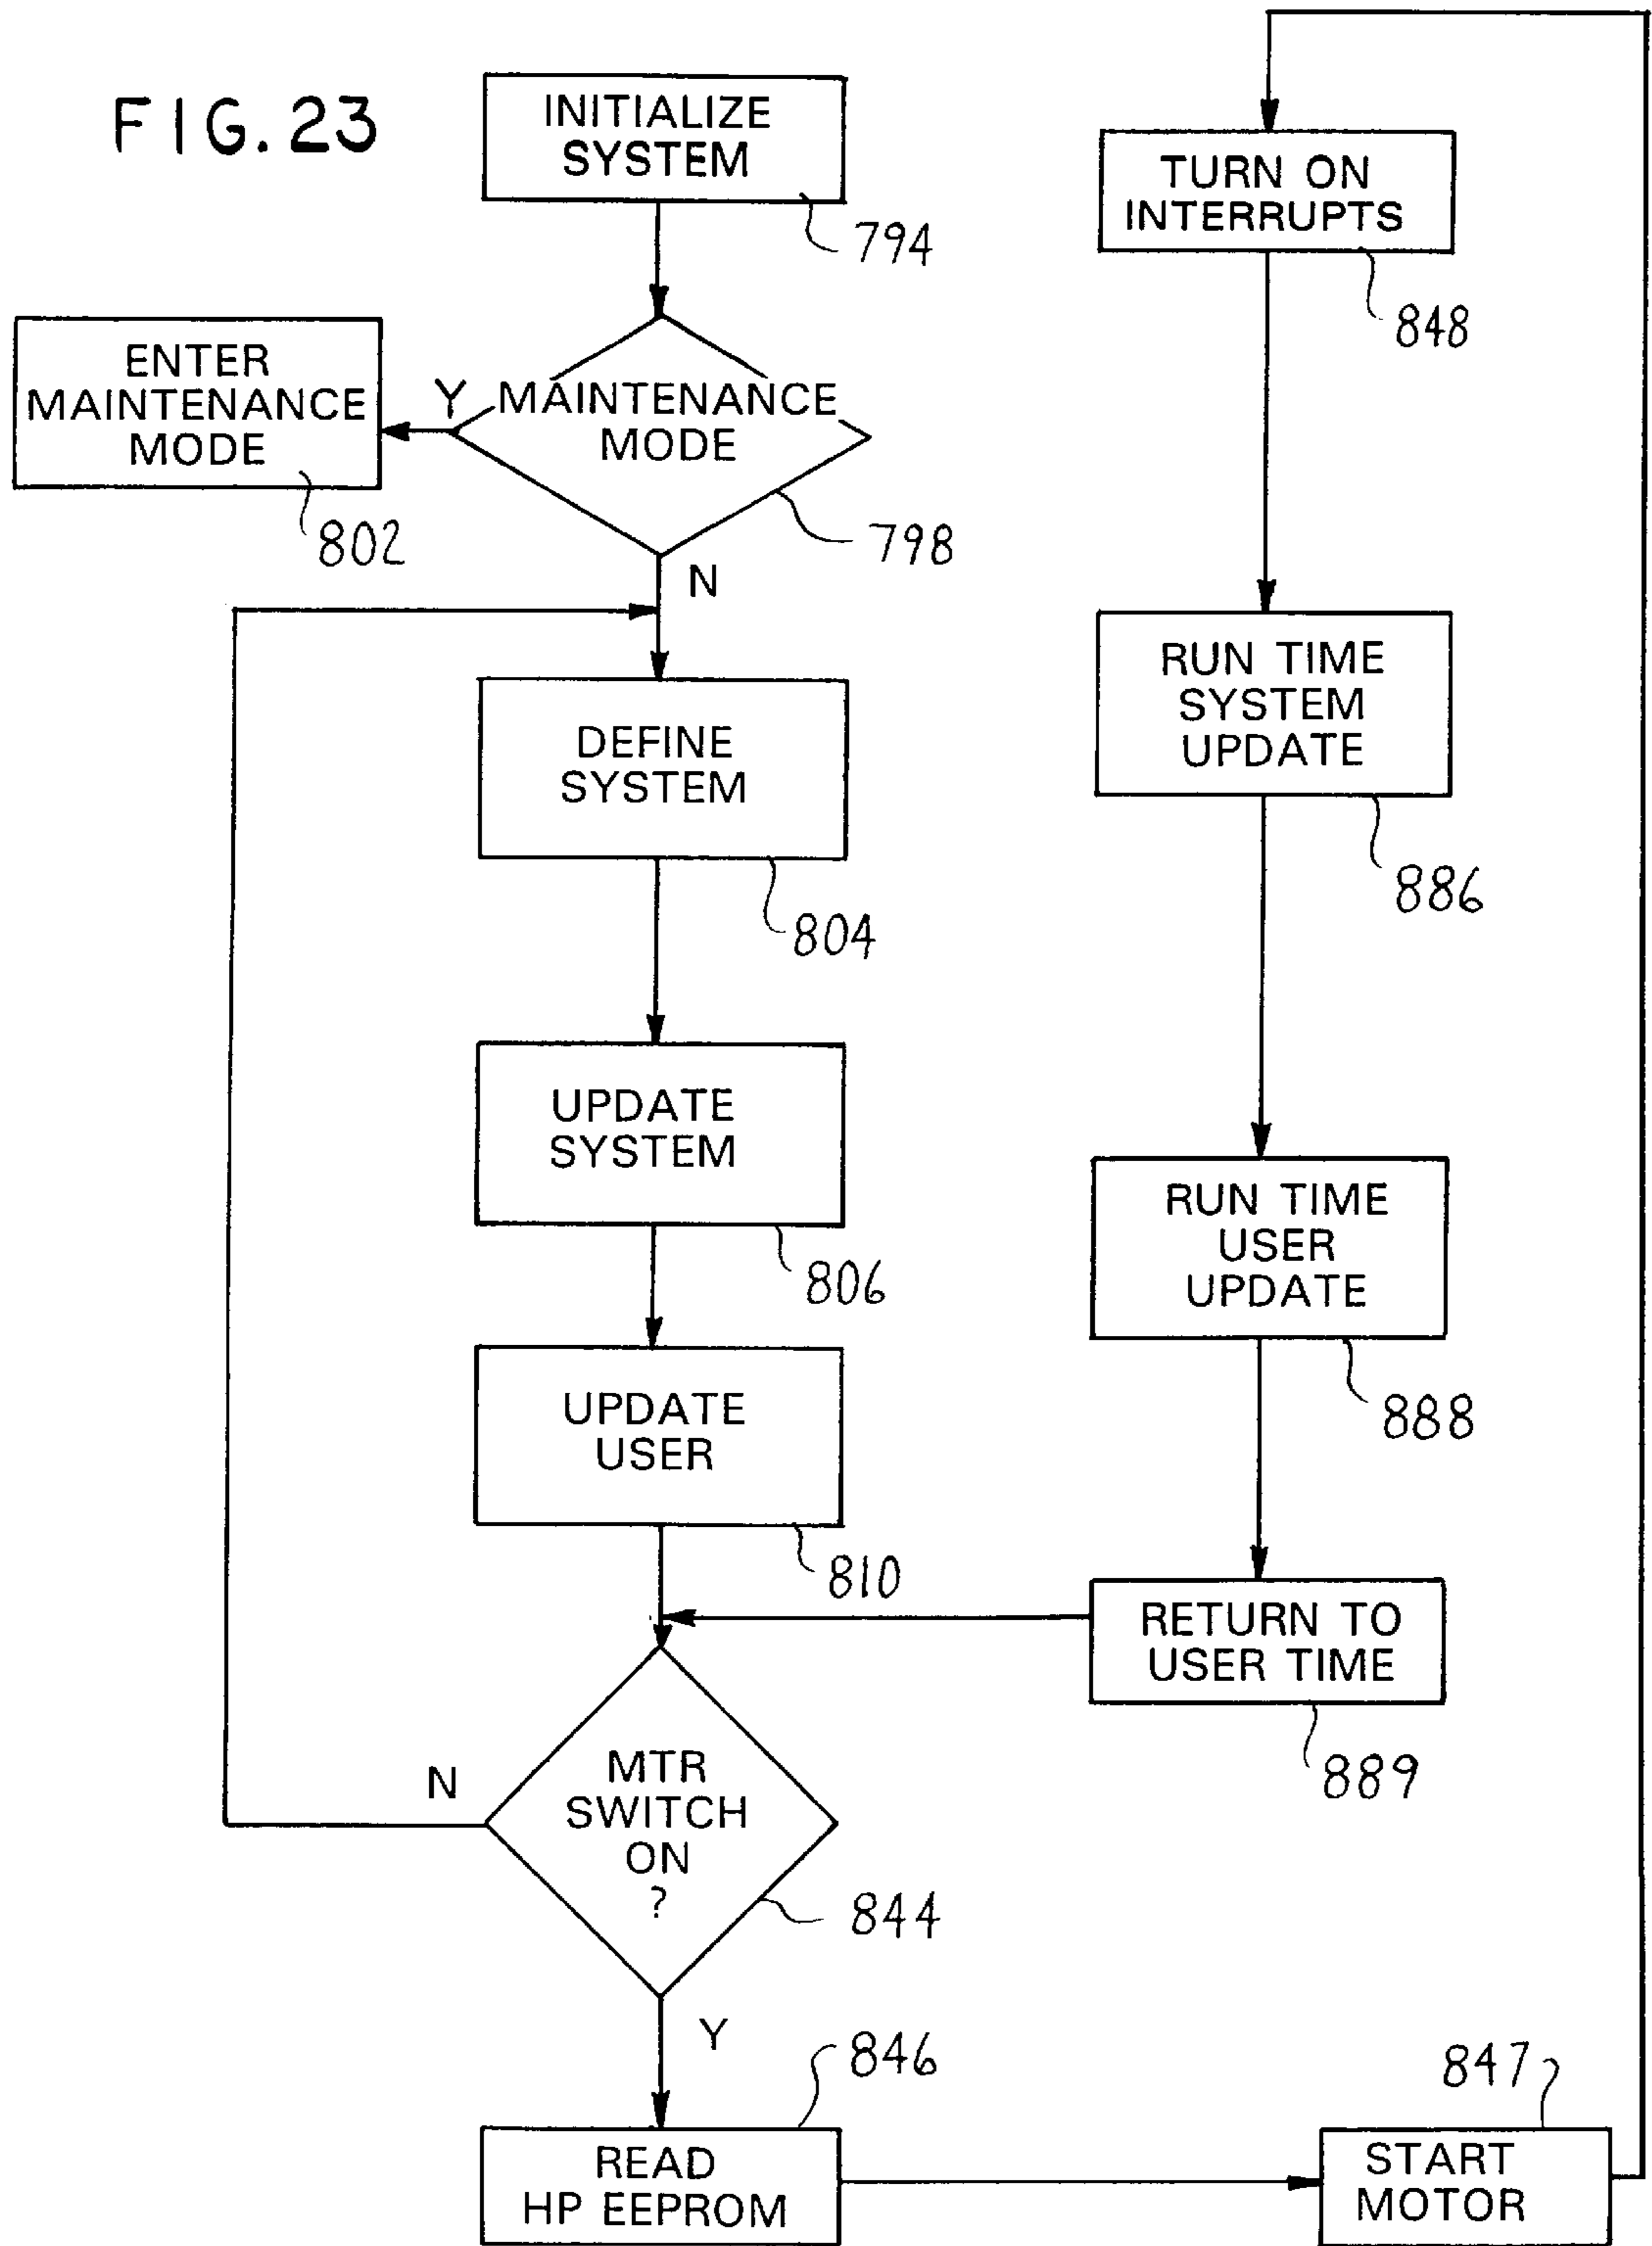 FIG. 23
INITIALIZE
SYSTEM
794
MAINTENANCE
MODE
798
Y
ENTER
MAINTENANCE
MODE
802
N
DEFINE
SYSTEM
804
UPDATE
SYSTEM
806
UPDATE
USER
810
MTR
SWITCH
ON
?
844
N
Y
READ
HP EEPROM
846
START
MOTOR
847
TURN ON
INTERRUPTS
848
RUN TIME
SYSTEM
UPDATE
886
RUN TIME
USER
UPDATE
888
RETURN TO
USER TIME
889